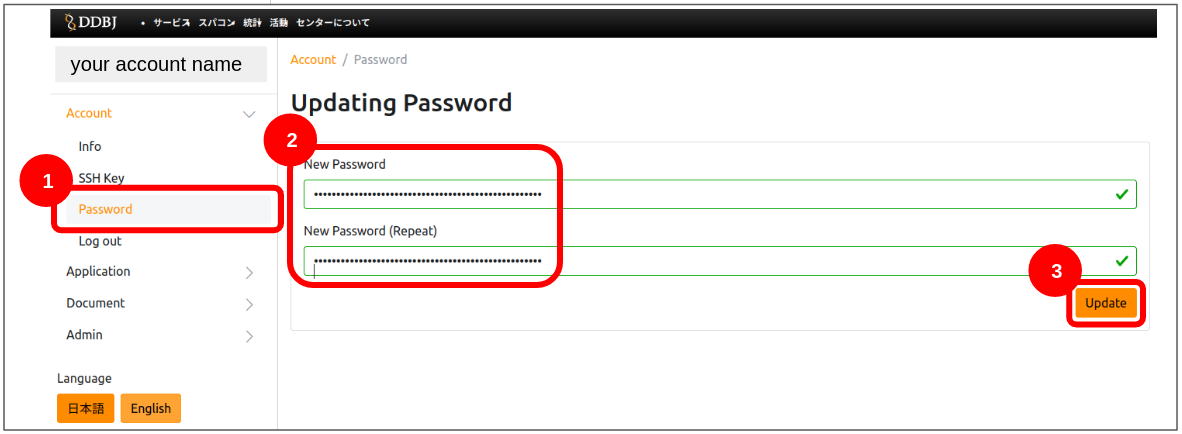 DDBJ • サービス スパコン 統計 活動 センターについて
your account name
Account
Info
SSH Key
1
Password
Log out
Application
Document
Admin
Language
日本語 English
Account / Password
Updating Password
2
New Password
••••••••••••••••••••••••••••••••••••••••••••••••••
New Password (Repeat)
••••••••••••••••••••••••••••••••••••••••••••••••••
3
Update